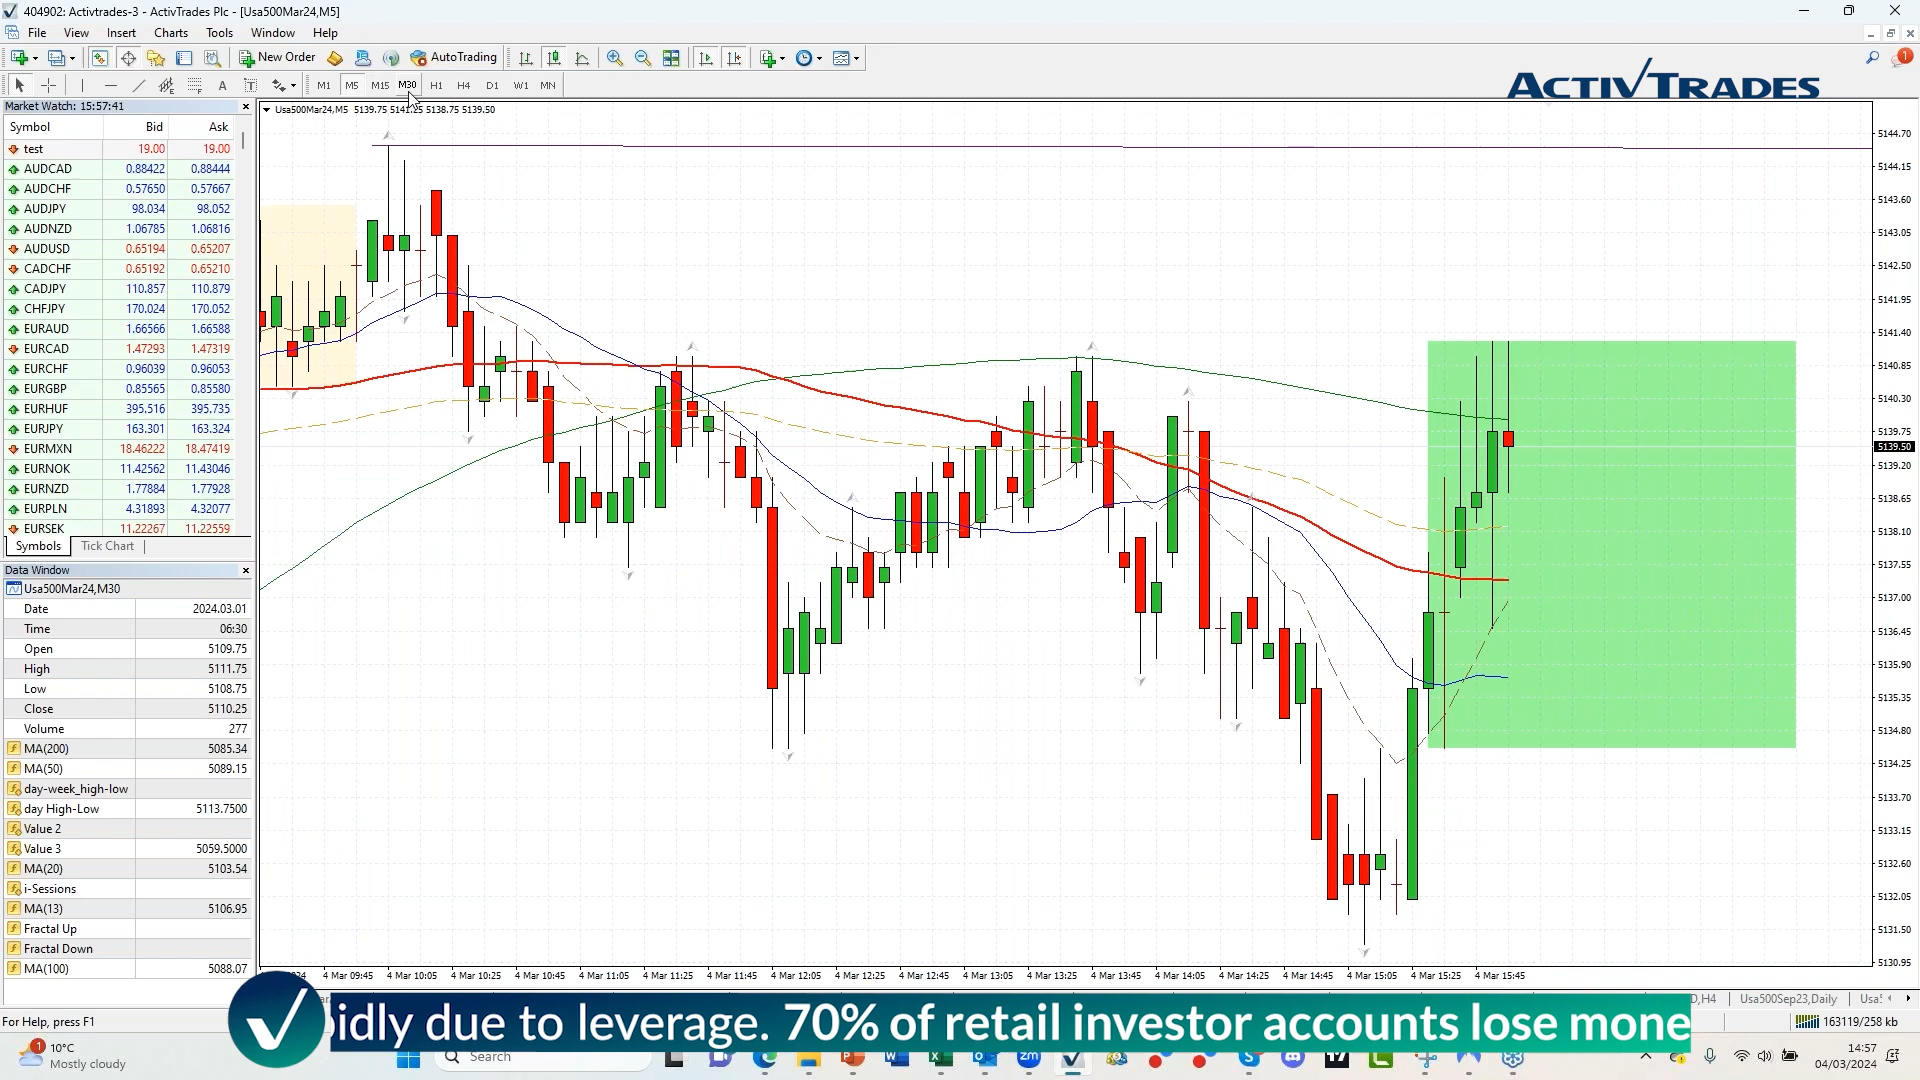 404902: Activtrades-3 - ActivTrades Plc - [Usa500Mar24,M5]
File View Insert Charts Tools Window Help
New Order AutoTrading
A T M1 M5 M15 M30 H1 H4 D1 W1 MN
ACTIVTRADES
Market Watch: 15:57:41
Symbol Bid Ask
test 19.00 19.00
AUDCAD 0.88422 0.88444
AUDCHF 0.57650 0.57667
AUDJPY 98.034 98.052
AUDNZD 1.06785 1.06816
AUDUSD 0.65194 0.65207
CADCHF 0.65192 0.65210
CADJPY 110.857 110.879
CHFJPY 170.024 170.052
EURAUD 1.66566 1.66588
EURCAD 1.47293 1.47319
EURCHF 0.96039 0.96053
EURGBP 0.85565 0.85580
EURHUF 395.516 395.735
EURJPY 163.301 163.324
EURMXN 18.46222 18.47419
EURNOK 11.42562 11.43046
EURNZD 1.77884 1.77928
EURPLN 4.31893 4.32077
EURSEK 11.22267 11.22559
Symbols Tick Chart
Data Window
Usa500Mar24,M30
Date 2024.03.01
Time 06:30
Open 5109.75
High 5111.75
Low 5108.75
Close 5110.25
Volume 277
MA(200) 5085.34
MA(50) 5089.15
day-week_high-low
day High-Low 5113.7500
Value 2
Value 3 5059.5000
MA(20) 5103.54
i-Sessions
MA(13) 5106.95
Fractal Up
Fractal Down
MA(100) 5088.07
Usa500Mar24,M5 5139.75 5141.25 5138.75 5139.50
5144.70
5144.15
5143.60
5143.05
5142.50
5141.95
5141.40
5140.85
5140.30
5139.75
5139.50
5139.20
5138.65
5138.10
5137.55
5137.00
5136.45
5135.90
5135.35
5134.80
5134.25
5133.70
5133.15
5132.60
5132.05
5131.50
5130.95
4 Mar 09:45 4 Mar 10:05 4 Mar 10:25 4 Mar 10:45 4 Mar 11:05 4 Mar 11:25 4 Mar 11:45 4 Mar 12:05 4 Mar 12:25 4 Mar 12:45 4 Mar 13:05 4 Mar 13:25 4 Mar 13:45 4 Mar 14:05 4 Mar 14:25 4 Mar 14:45 4 Mar 15:05 4 Mar 15:25 4 Mar 15:45
D,H4 Usa500Sep23,Daily Usa!
idly due to leverage. 70% of retail investor accounts lose mone
For Help, press F1
163119/258 kb
1
10°C
Mostly cloudy
Search
14:57
04/03/2024